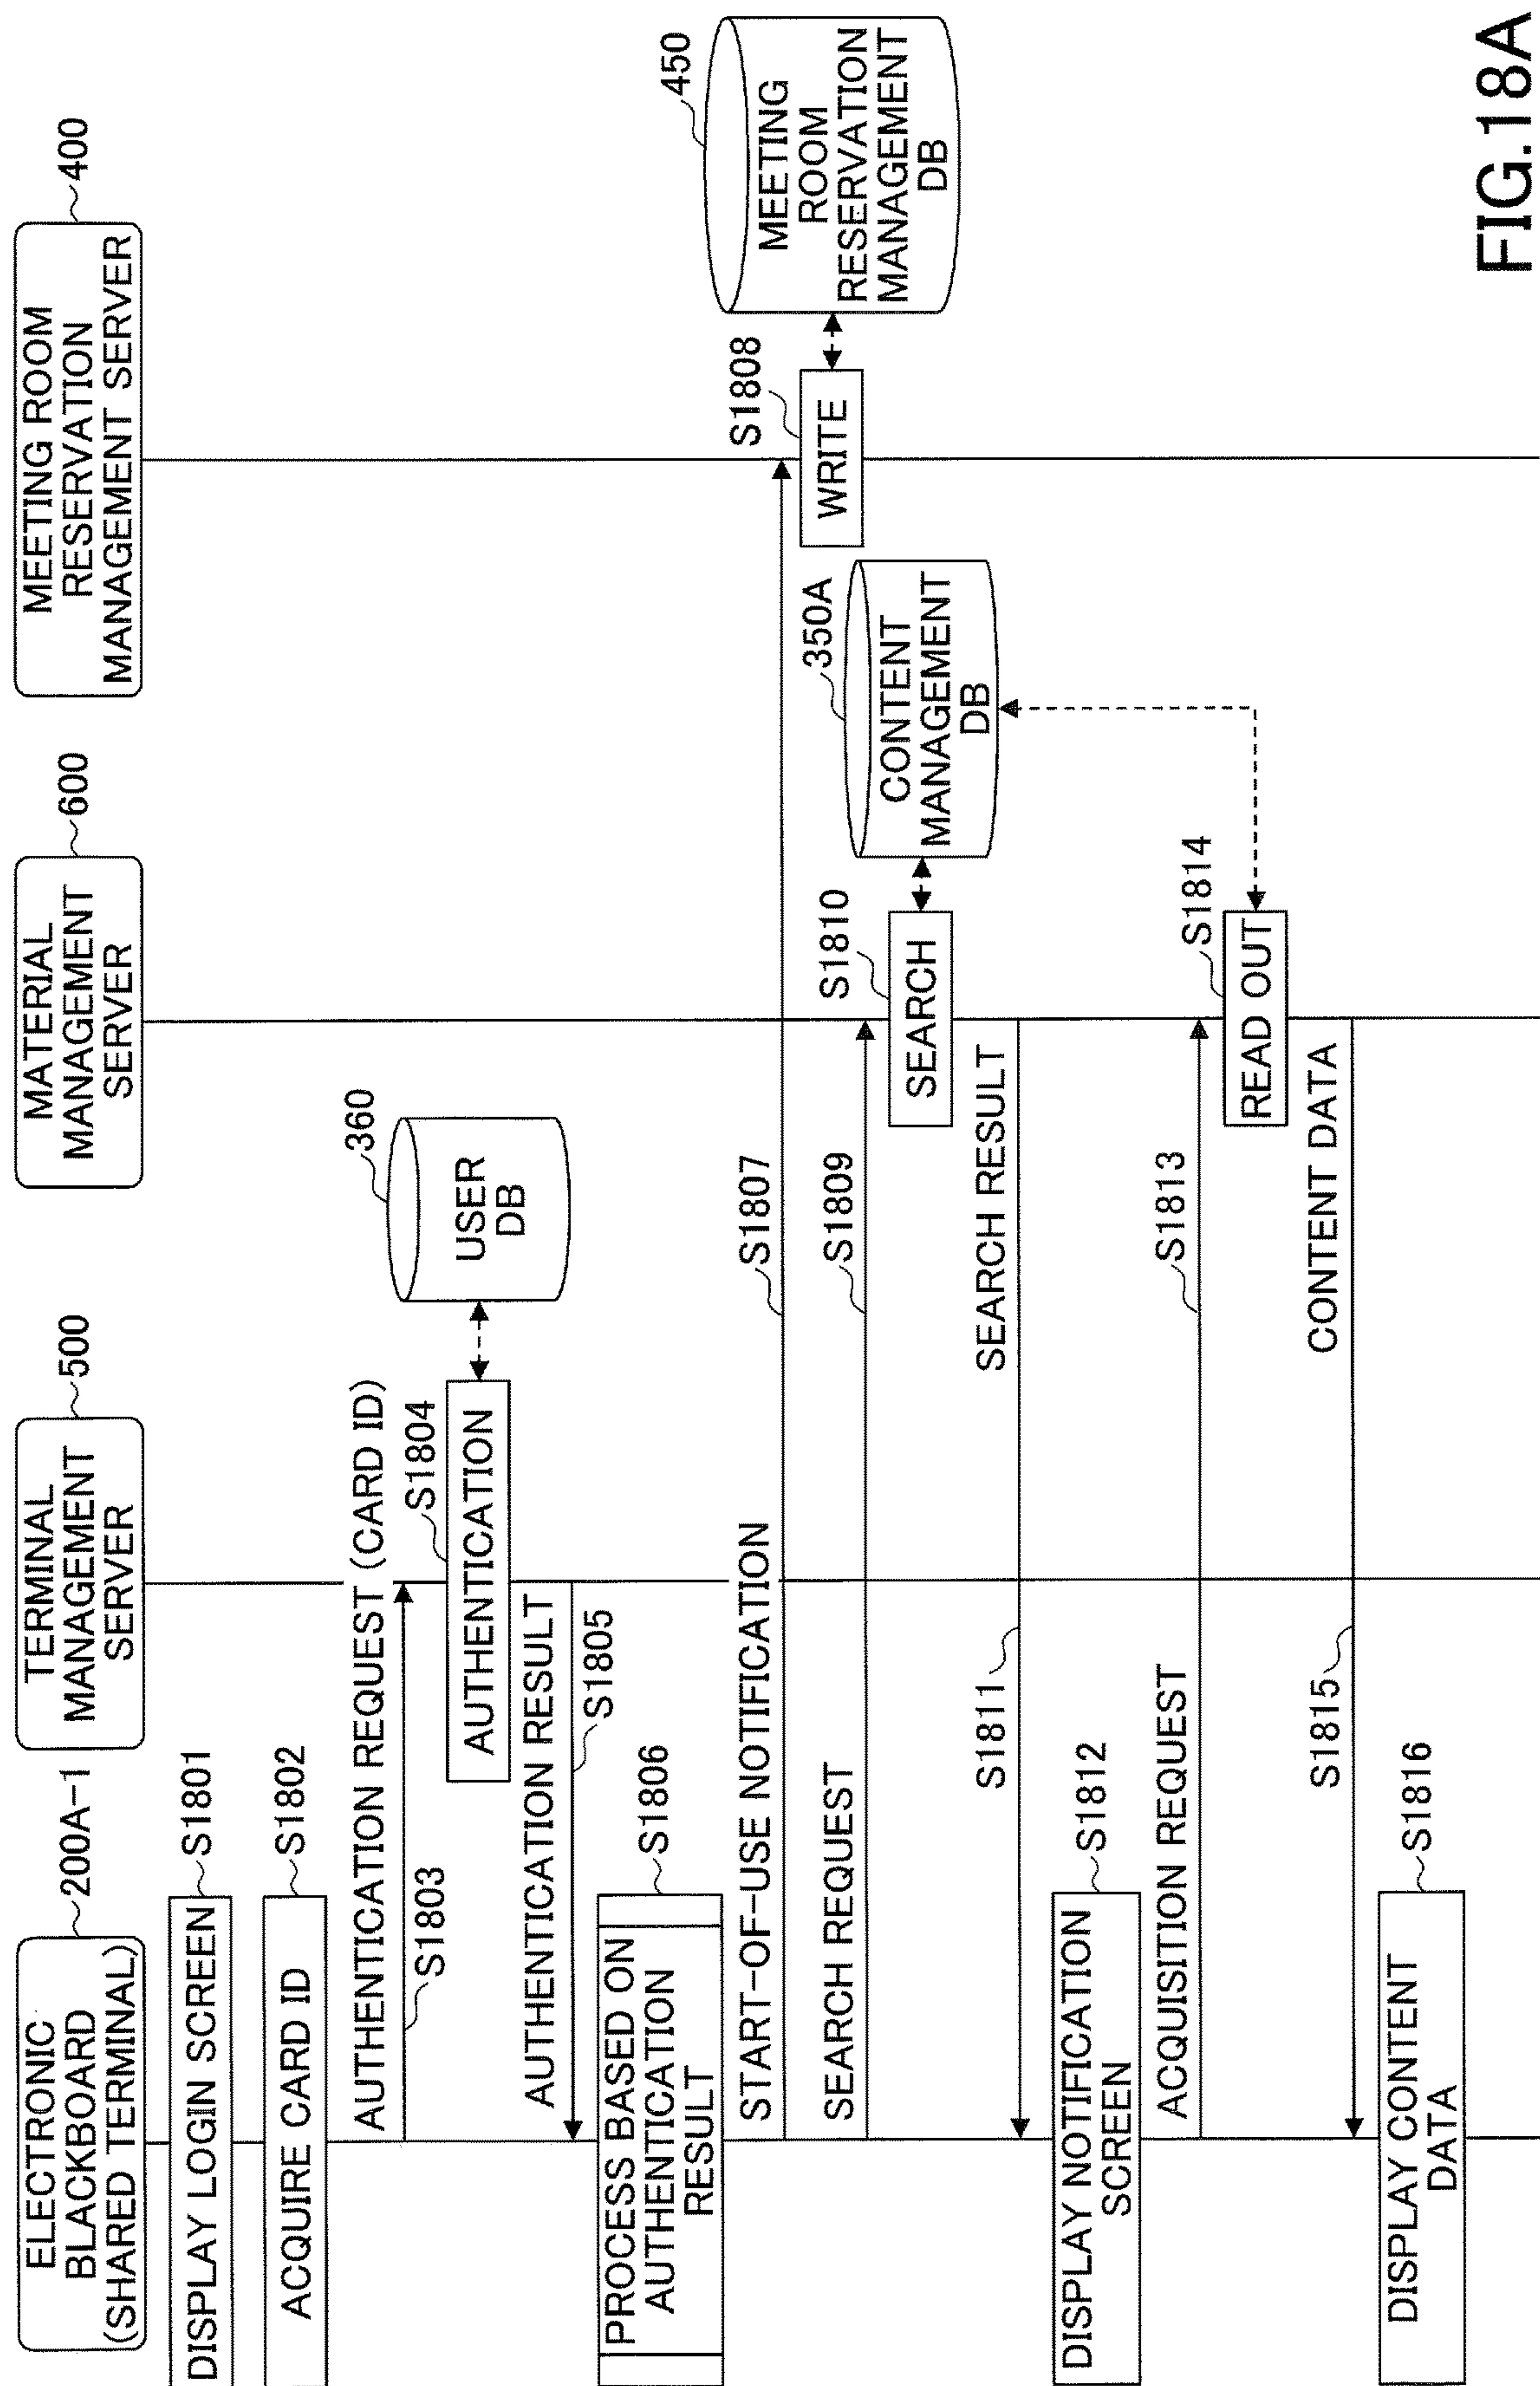 ELECTRONIC
BLACKBOARD
(SHARED TERMINAL)
200A-1
TERMINAL
MANAGEMENT
SERVER
500
MATERIAL
MANAGEMENT
SERVER
600
MEETING ROOM
RESERVATION
MANAGEMENT SERVER
400
DISPLAY LOGIN SCREEN
S1801
ACQUIRE CARD ID
S1802
AUTHENTICATION REQUEST (CARD ID)
S1803
S1804
AUTHENTICATION
360
USER
DB
AUTHENTICATION RESULT
S1805
PROCESS BASED ON
AUTHENTICATION
RESULT
S1806
START-OF-USE NOTIFICATION
S1807
S1808
WRITE
450
MEETING
ROOM
RESERVATION
MANAGEMENT
DB
SEARCH REQUEST
S1809
S1810
SEARCH
350A
CONTENT
MANAGEMENT
DB
SEARCH RESULT
S1811
DISPLAY NOTIFICATION
SCREEN
S1812
ACQUISITION REQUEST
S1813
S1814
READ OUT
CONTENT DATA
S1815
DISPLAY CONTENT
DATA
S1816
FIG.18A